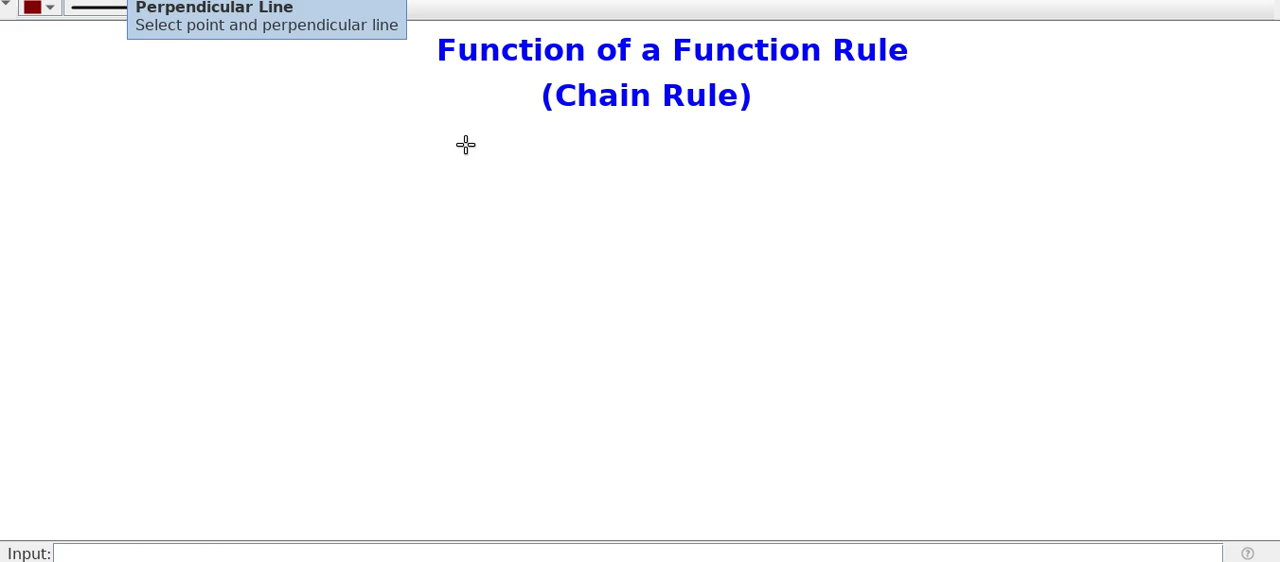 Perpendicular Line
Select point and perpendicular line
Function of a Function Rule
(Chain Rule)
Input: